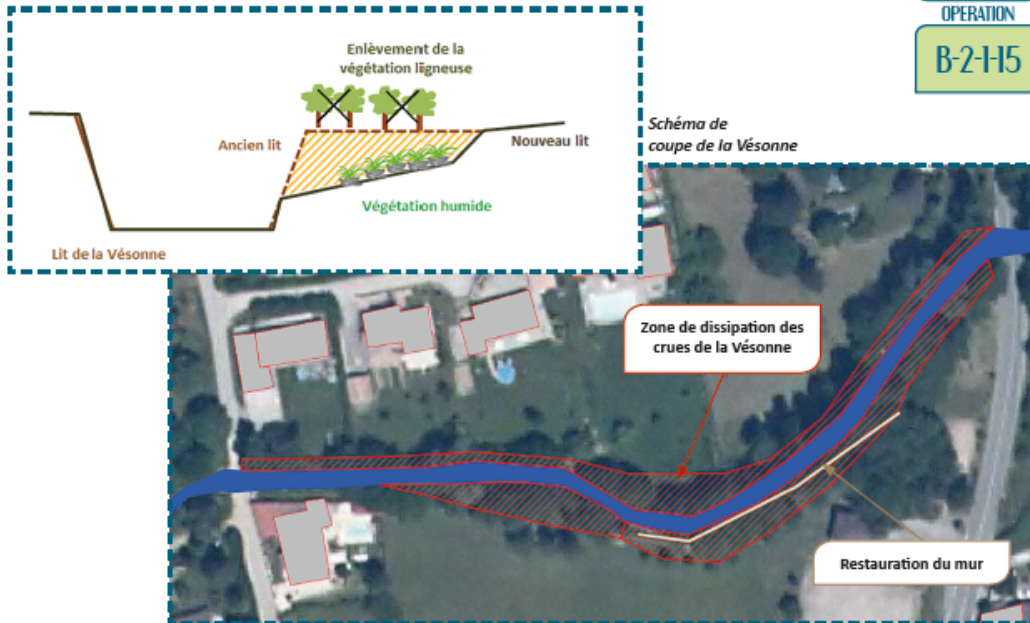 OPERATION
B-2-1-15
Enlèvement de la
végétation ligneuse
Ancien lit
Nouveau lit
Végétation humide
Lit de la Vésonne
Schéma de
coupe de la Vésonne
Zone de dissipation des
crues de la Vésonne
Restauration du mur